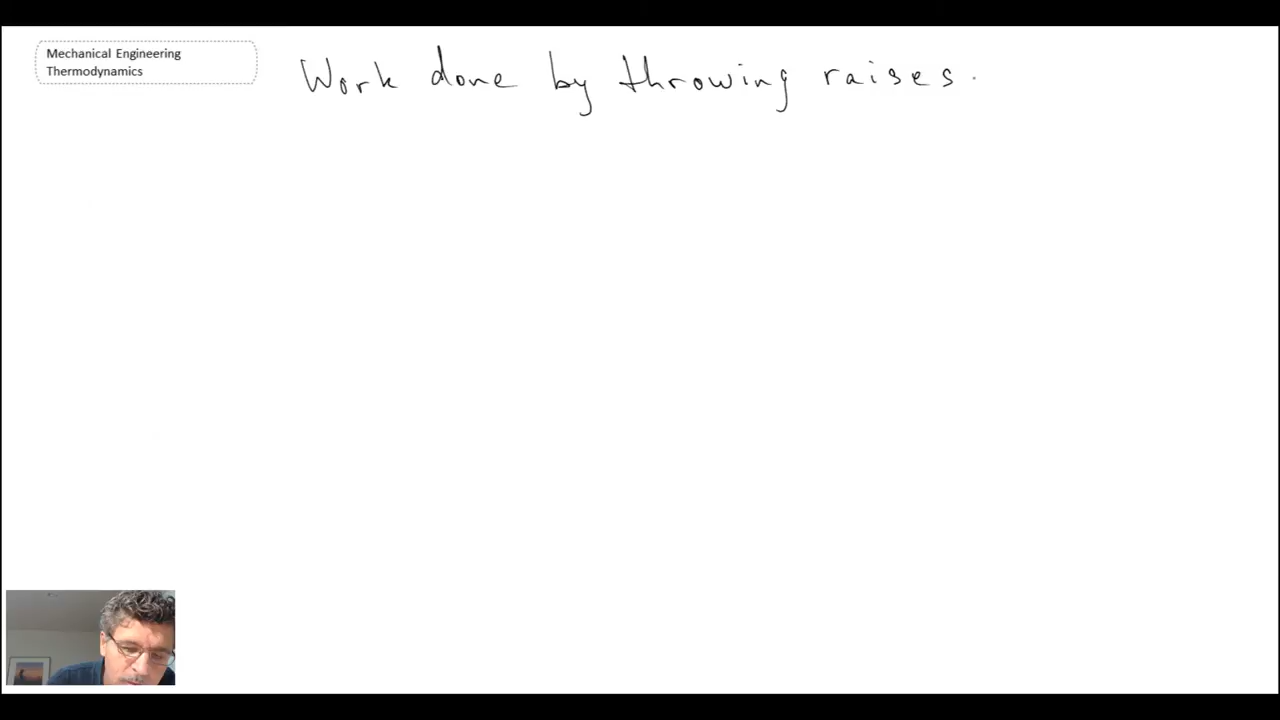 Mechanical Engineering
Thermodynamics
Work done by throwing raises.